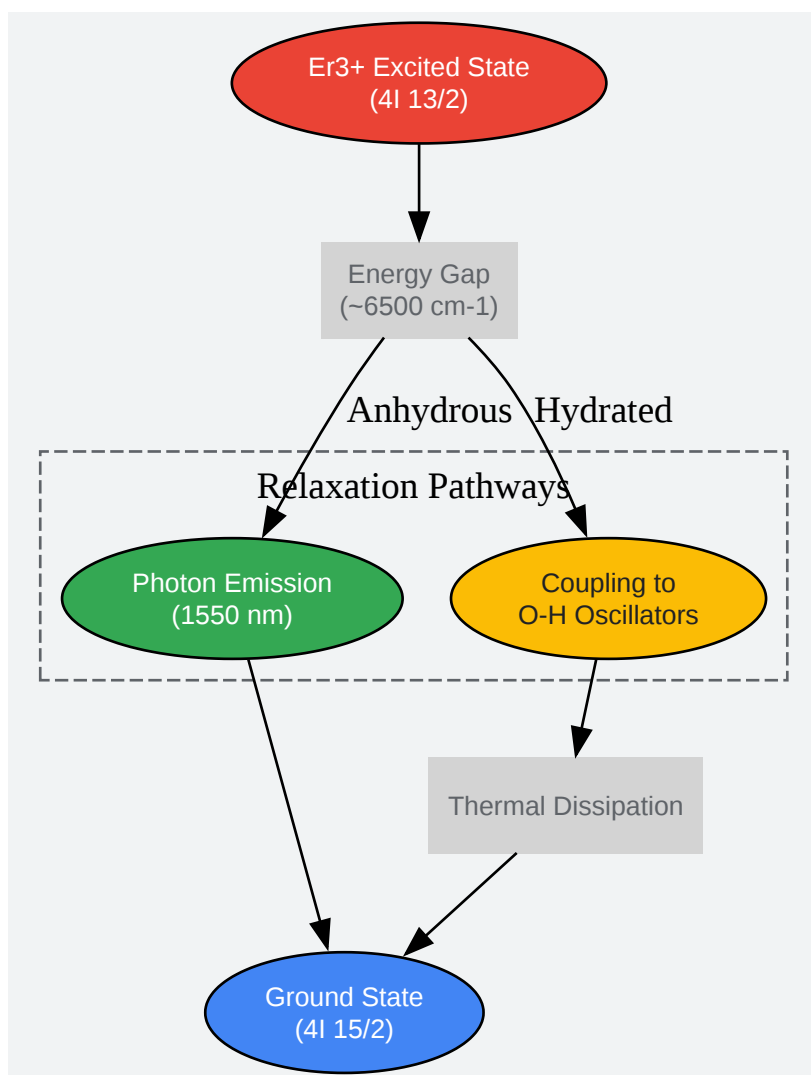 Er3+ Excited State
(4I 13/2)
Energy Gap
(~6500 cm-1)
Anhydrous
Hydrated
Relaxation Pathways
Photon Emission
(1550 nm)
Coupling to
O-H Oscillators
Thermal Dissipation
Ground State
(4I 15/2)